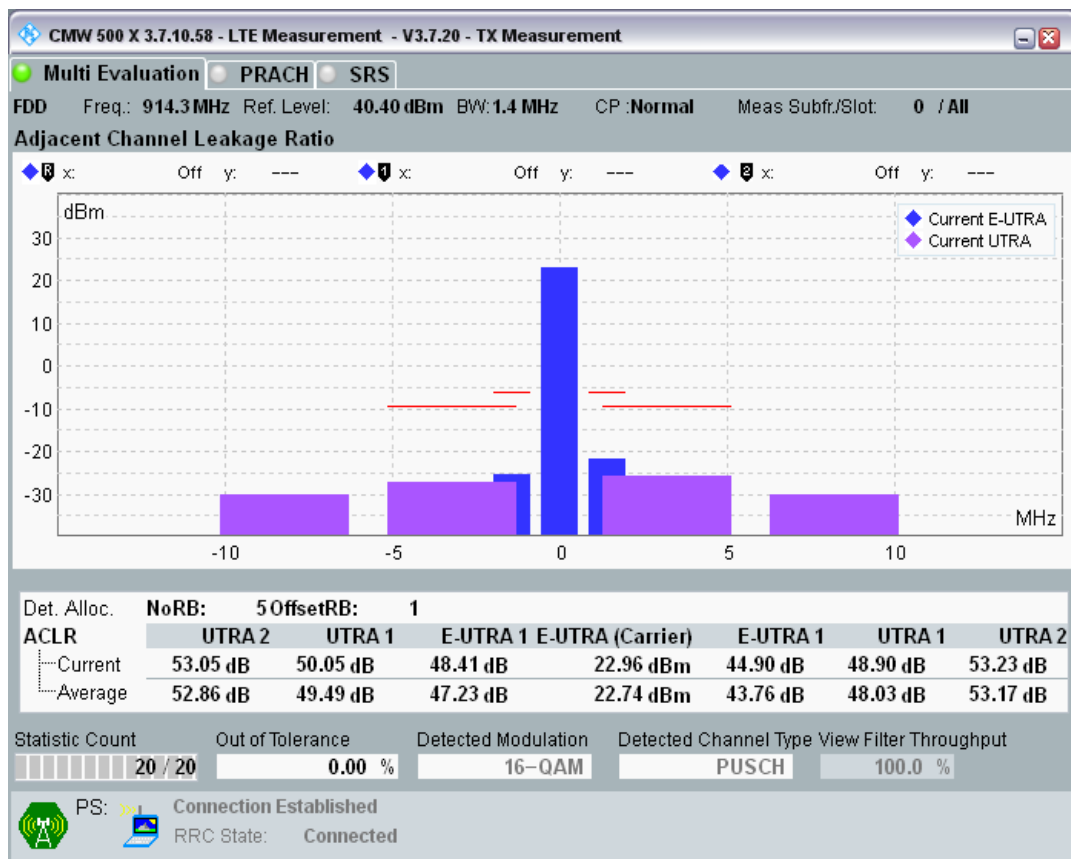 CMW 500 X 3.7.10.58 - LTE Measurement - V3.7.20 - TX Measurement
Multi Evaluation PRACH SRS
FDD Freq.: 914.3 MHz Ref. Level: 40.40 dBm BW: 1.4 MHz CP :Normal Meas Subfr./Slot: 0 / All
Adjacent Channel Leakage Ratio
R x: Off y: --- 1 x: Off y: --- 2 x: Off y: ---
dBm
Current E-UTRA
Current UTRA
30
20
10
0
-10
-20
-30
MHz
-10 -5 0 5 10
Det. Alloc. NoRB: 5 OffsetRB: 1
ACLR UTRA 2 UTRA 1 E-UTRA 1 E-UTRA (Carrier) E-UTRA 1 UTRA 1 UTRA 2
Current 53.05 dB 50.05 dB 48.41 dB 22.96 dBm 44.90 dB 48.90 dB 53.23 dB
Average 52.86 dB 49.49 dB 47.23 dB 22.74 dBm 43.76 dB 48.03 dB 53.17 dB
Statistic Count Out of Tolerance Detected Modulation Detected Channel Type View Filter Throughput
20 / 20 0.00 % 16-QAM PUSCH 100.0 %
PS: Connection Established
RRC State: Connected